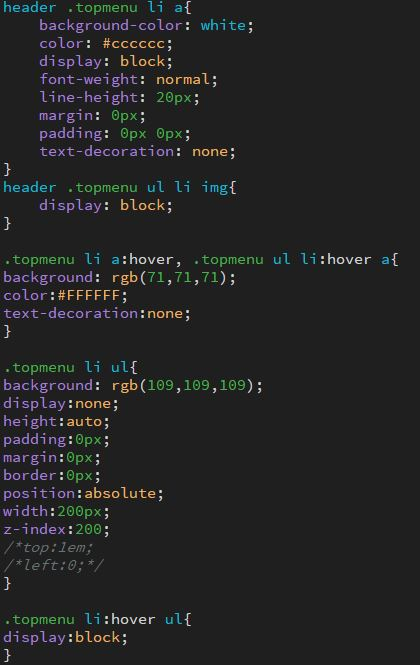 header .topmenu li a{
    background-color: white;
    color: #cccccc;
    display: block;
    font-weight: normal;
    line-height: 20px;
    margin: 0px;
    padding: 0px 0px;
    text-decoration: none;
}
header .topmenu ul li img{
    display: block;
}

.topmenu li a:hover, .topmenu ul li:hover a{
background: rgb(71,71,71);
color:#FFFFFF;
text-decoration:none;
}

.topmenu li ul{
background: rgb(109,109,109);
display:none;
height:auto;
padding:0px;
margin:0px;
border:0px;
position:absolute;
width:200px;
z-index:200;
/*top:1em;
/*left:0;*/
}

.topmenu li:hover ul{
display:block;
}